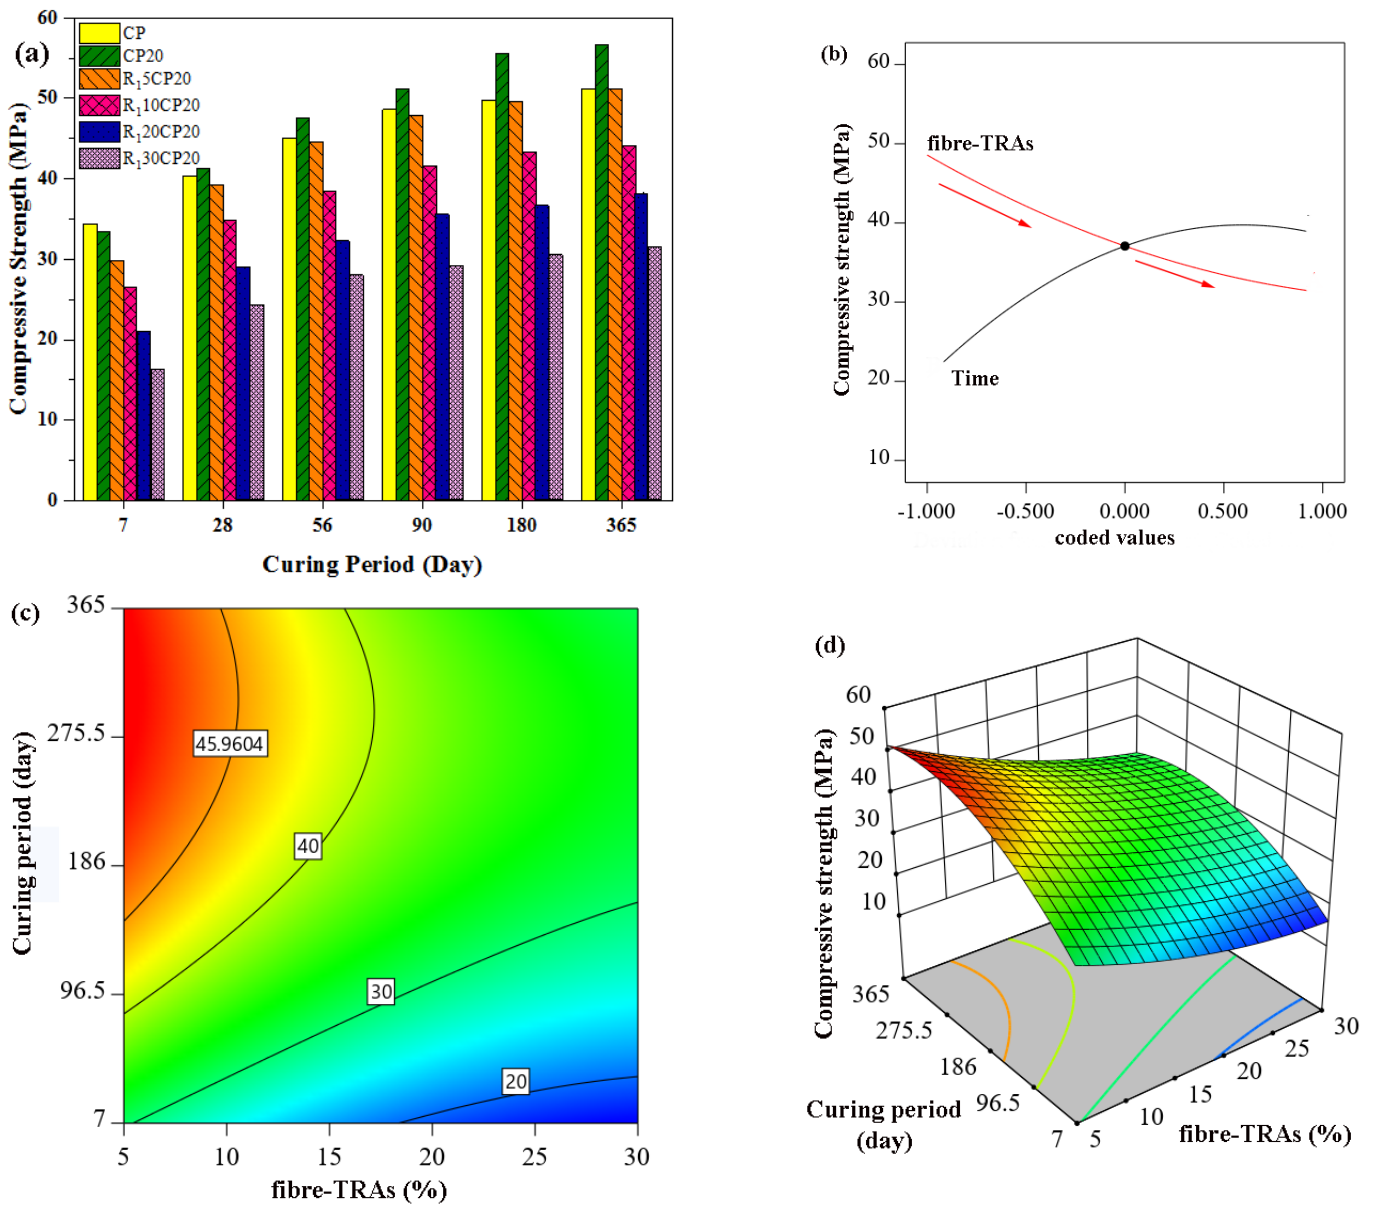 (a)
Compressive Strength (MPa)
60
50
40
30
20
10
0
CP
CP20
R₁5CP20
R₁10CP20
R₁20CP20
R₁30CP20
7 28 56 90 180 365
Curing Period (Day)
(b)
Compressive strength (MPa)
60
50
40
30
20
10
fibre-TRAs
Time
-1.000 -0.500 0.000 0.500 1.000
coded values
(c)
Curing period (day)
365
275.5
186
96.5
7
45.9604
40
30
20
5 10 15 20 25 30
fibre-TRAs (%)
(d)
Compressive strength (MPa)
60
50
40
30
20
10
365
275.5
186
96.5
7
Curing period
(day)
5
10
15
20
25
30
fibre-TRAs (%)